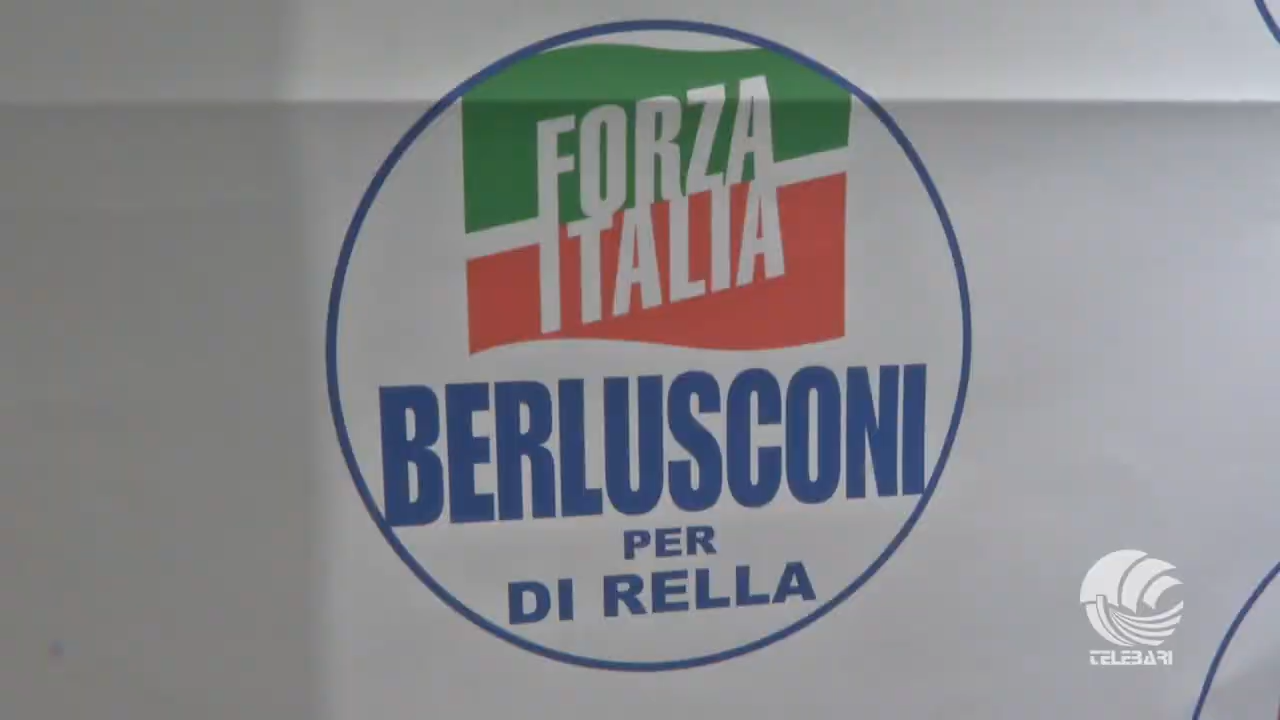 FORZA
ITALIA
BERLUSCONI
PER
DI RELLA
TELEBARI